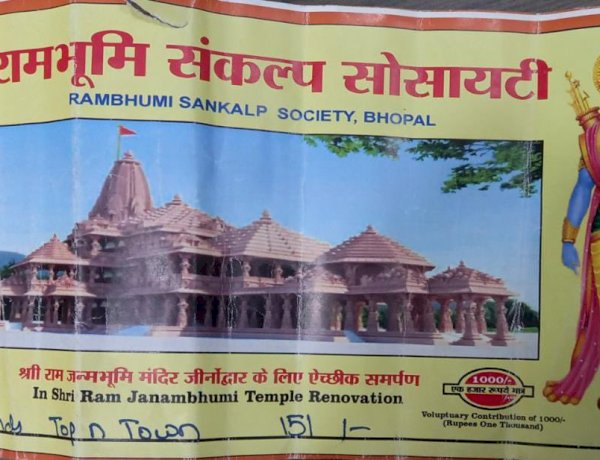 रामभूमि संकल्प सोसायटी
RAMBHUMI SANKALP SOCIETY, BHOPAL
श्री राम जन्मभूमि मंदिर जीर्नोद्वार के लिए ऐच्छीक समर्पण
In Shri Ram Janambhumi Temple Renovation
1000/-
एक हजार रूपये मात्र
Voluptuary Contribution of 1000/-
(Rupees One Thousand)
Top n Town 151 /-